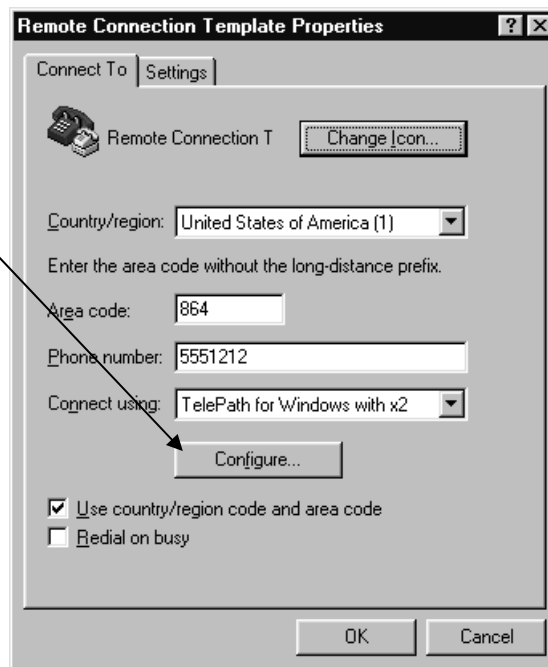 Remote Connection Template Properties
Connect To Settings
Remote Connection T Change Icon...
Country/region: United States of America (1)
Enter the area code without the long-distance prefix.
Area code: 864
Phone number: 5551212
Connect using: TelePath for Windows with x2
Configure...
Use country/region code and area code
Redial on busy
OK Cancel